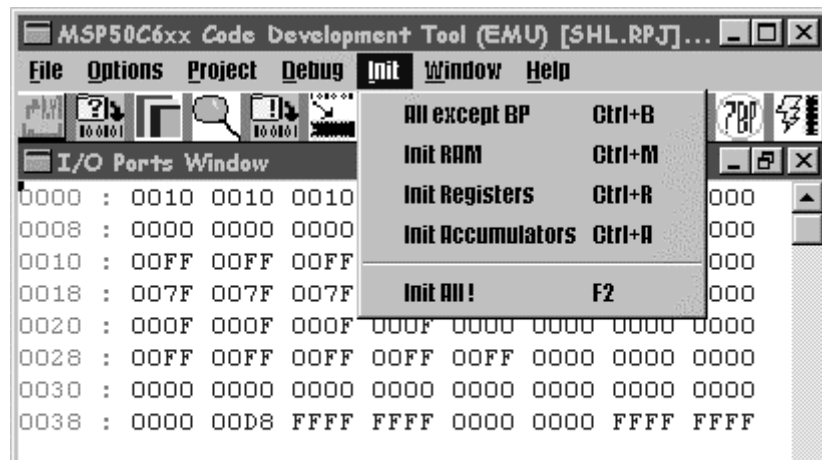 MSP50C6xx Code Development Tool (EMU) [SHL.RPJ]...
File Options Project Debug Init Window Help
All except BP Ctrl+B
Init RAM Ctrl+M
Init Registers Ctrl+R
Init Accumulators Ctrl+A
Init All! F2
?BP
I/O Ports Window
0000 : 0010 0010 0010 000
0008 : 0000 0000 0000 000
0010 : 00FF 00FF 00FF 000
0018 : 007F 007F 007F 000
0020 : 000F 000F 000F 000F 0000 0000 0000 0000
0028 : 00FF 00FF 00FF 00FF 00FF 0000 0000 0000
0030 : 0000 0000 0000 0000 0000 0000 0000 0000
0038 : 0000 00D8 FFFF FFFF 0000 0000 FFFF FFFF